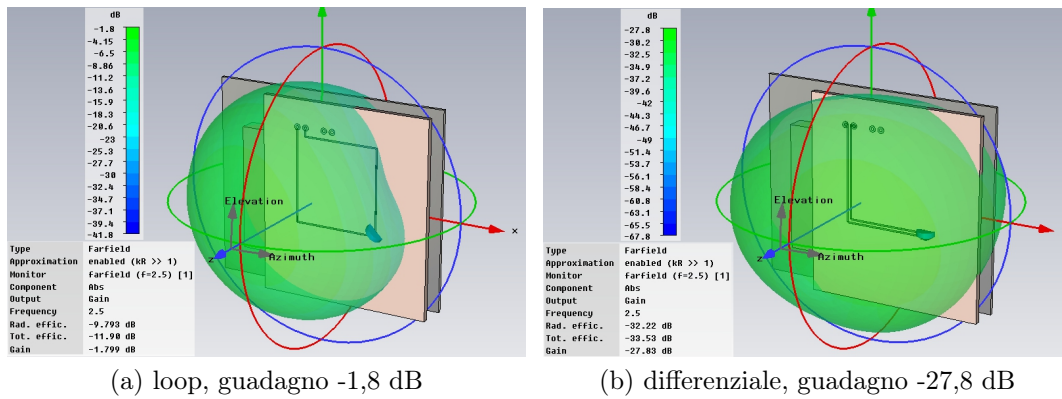 dB
-1.8
-4.15
-6.5
-8.86
-11.2
-13.6
-15.9
-18.3
-20.6
-23
-25.3
-27.7
-30
-32.4
-34.7
-37.1
-39.4
-41.8
Elevation
Azimuth
z
x
Type Farfield
Approximation enabled (kR >> 1)
Monitor farfield (f=2.5) [1]
Component Abs
Output Gain
Frequency 2.5
Rad. effic. -9.793 dB
Tot. effic. -11.90 dB
Gain -1.799 dB
(a) loop, guadagno -1,8 dB
dB
-27.8
-30.2
-32.5
-34.9
-37.2
-39.6
-42
-44.3
-46.7
-49
-51.4
-53.7
-56.1
-58.4
-60.8
-63.1
-65.5
-67.8
Elevation
Azimuth
z
x
Type Farfield
Approximation enabled (kR >> 1)
Monitor farfield (f=2.5) [1]
Component Abs
Output Gain
Frequency 2.5
Rad. effic. -32.22 dB
Tot. effic. -33.53 dB
Gain -27.83 dB
(b) differenziale, guadagno -27,8 dB